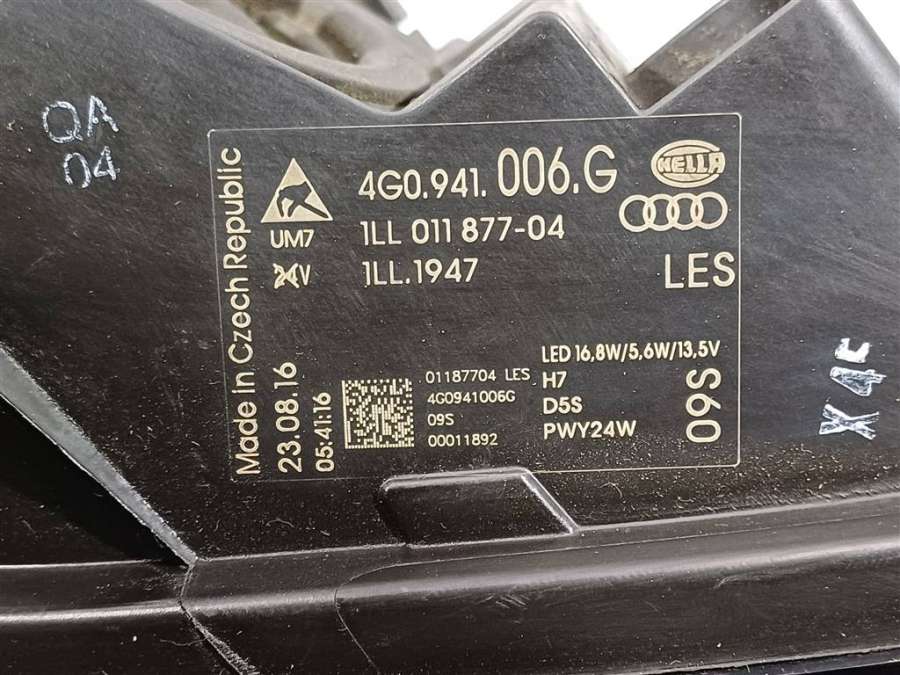 QA
04
Made in Czech Republic
23.08.16
05:41:16
UM7
24V
4G0.941.006.G
1LL 011 877-04
1LL.1947
HELLA
LES
01187704 LES
4G0941006G
09S
00011892
LED 16,8W/5,6W/13,5V
H7
D5S
PWY24W
09S